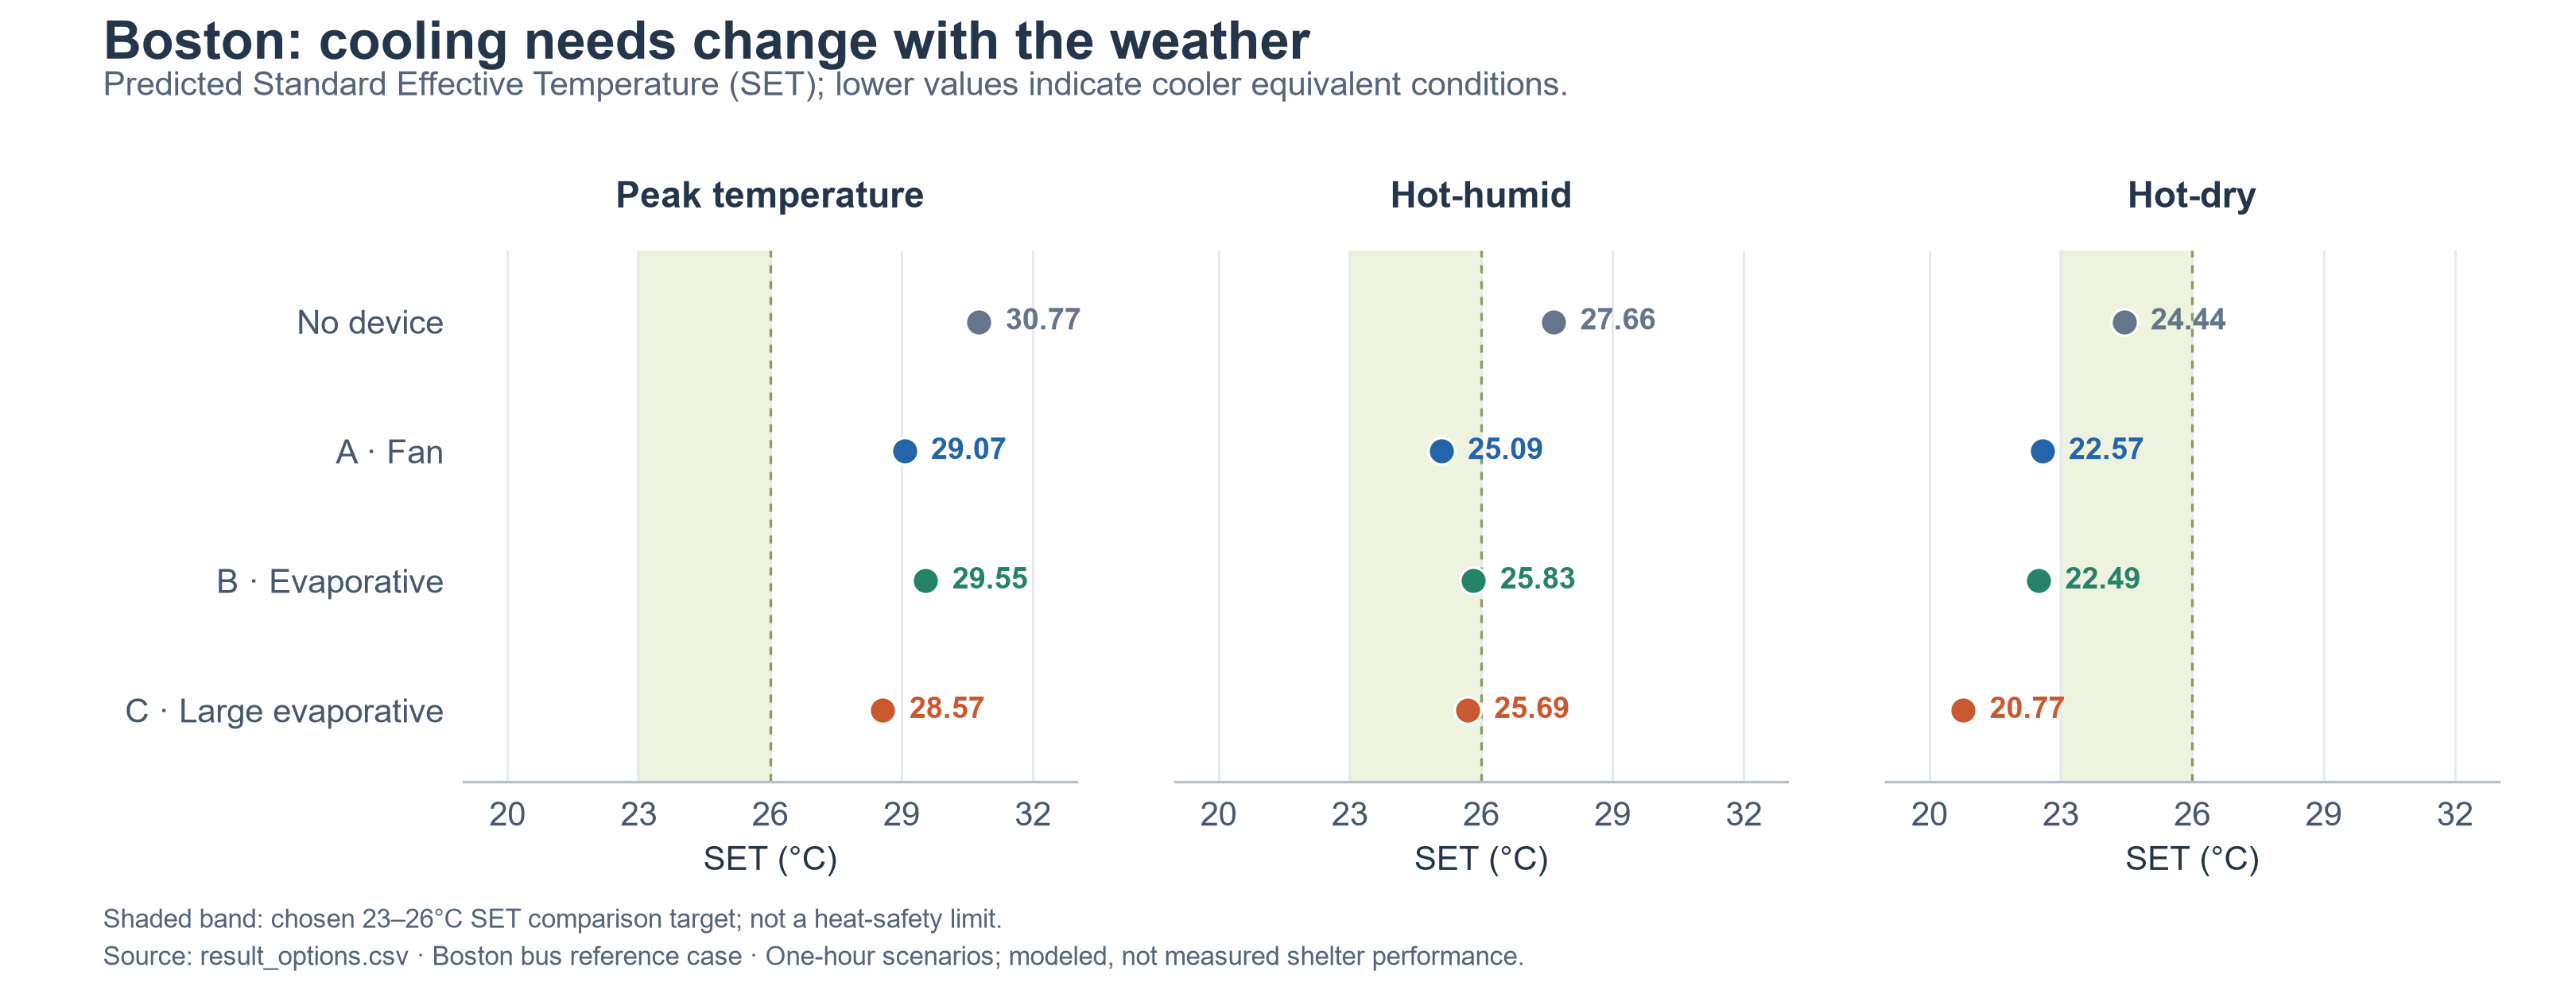 Boston: cooling needs change with the weather
Predicted Standard Effective Temperature (SET); lower values indicate cooler equivalent conditions.
Peak temperature
Hot-humid
Hot-dry
No device
30.77
27.66
24.44
A · Fan
29.07
25.09
22.57
B · Evaporative
29.55
25.83
22.49
C · Large evaporative
28.57
25.69
20.77
20 23 26 29 32
20 23 26 29 32
20 23 26 29 32
SET (°C)
SET (°C)
SET (°C)
Shaded band: chosen 23–26°C SET comparison target; not a heat-safety limit.
Source: result_options.csv · Boston bus reference case · One-hour scenarios; modeled, not measured shelter performance.